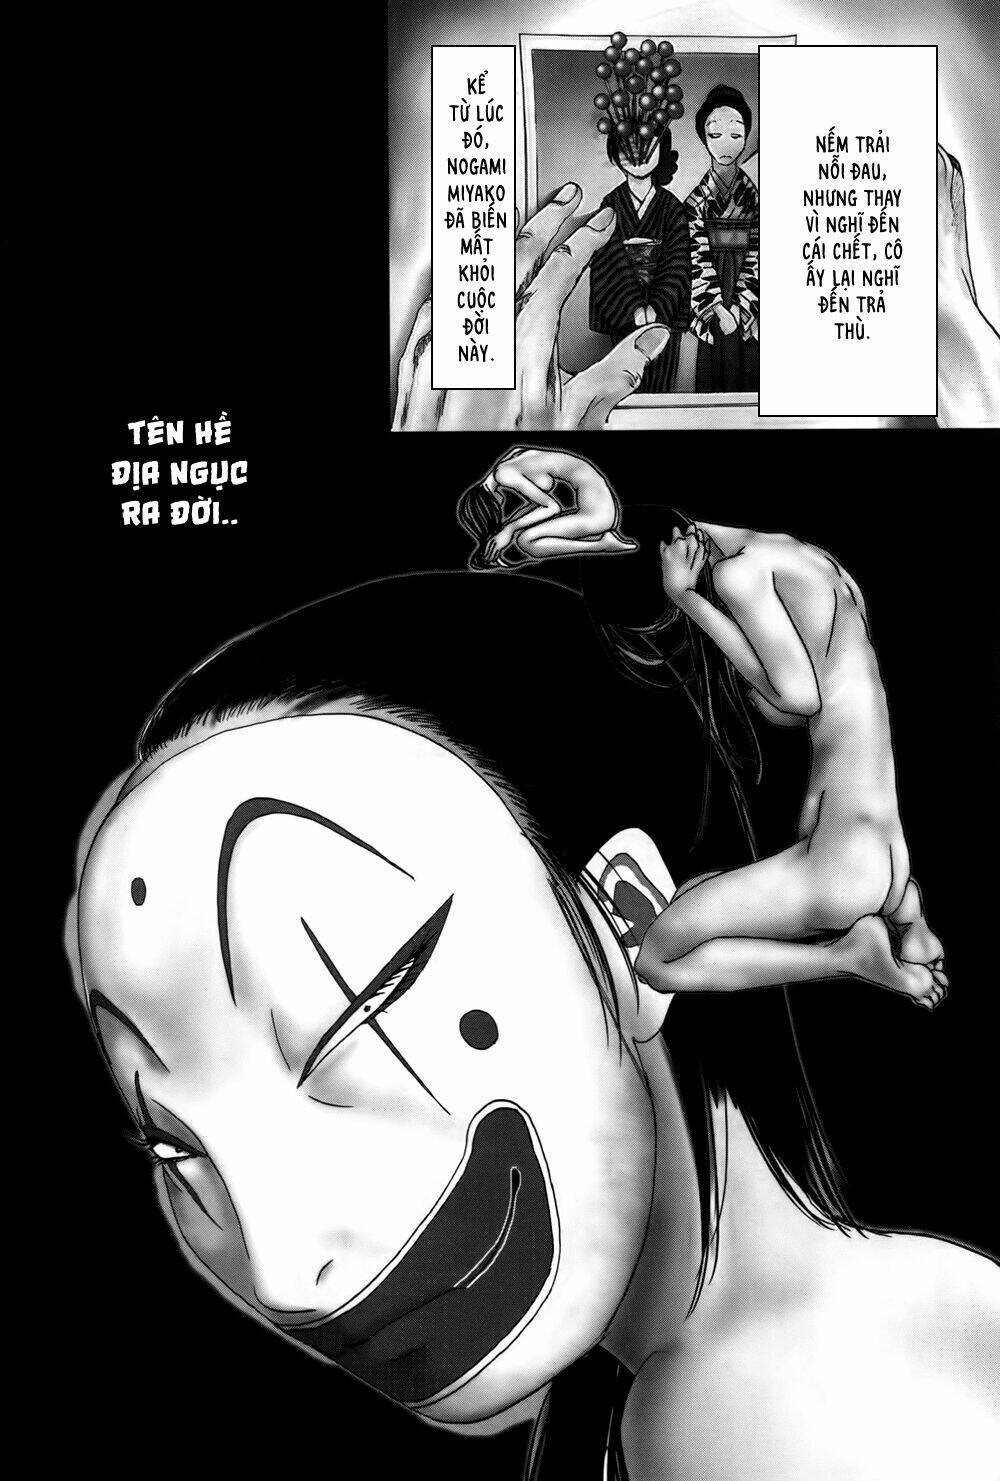 NẾM TRẢI
NỖI ĐAU,
NHƯNG THAY
VÌ NGHĨ ĐẾN
CÁI CHẾT, CÔ
ẤY LẠI NGHĨ
ĐẾN TRẢ
THÙ.
KỂ
TỪ LÚC
ĐÓ,
NOGAMI
MIYAKO
ĐÃ BIẾN
MẤT
KHỎI
CUỘC
ĐỜI
NÀY.
TÊN HỀ
ĐỊA NGỤC
RA ĐỜI..